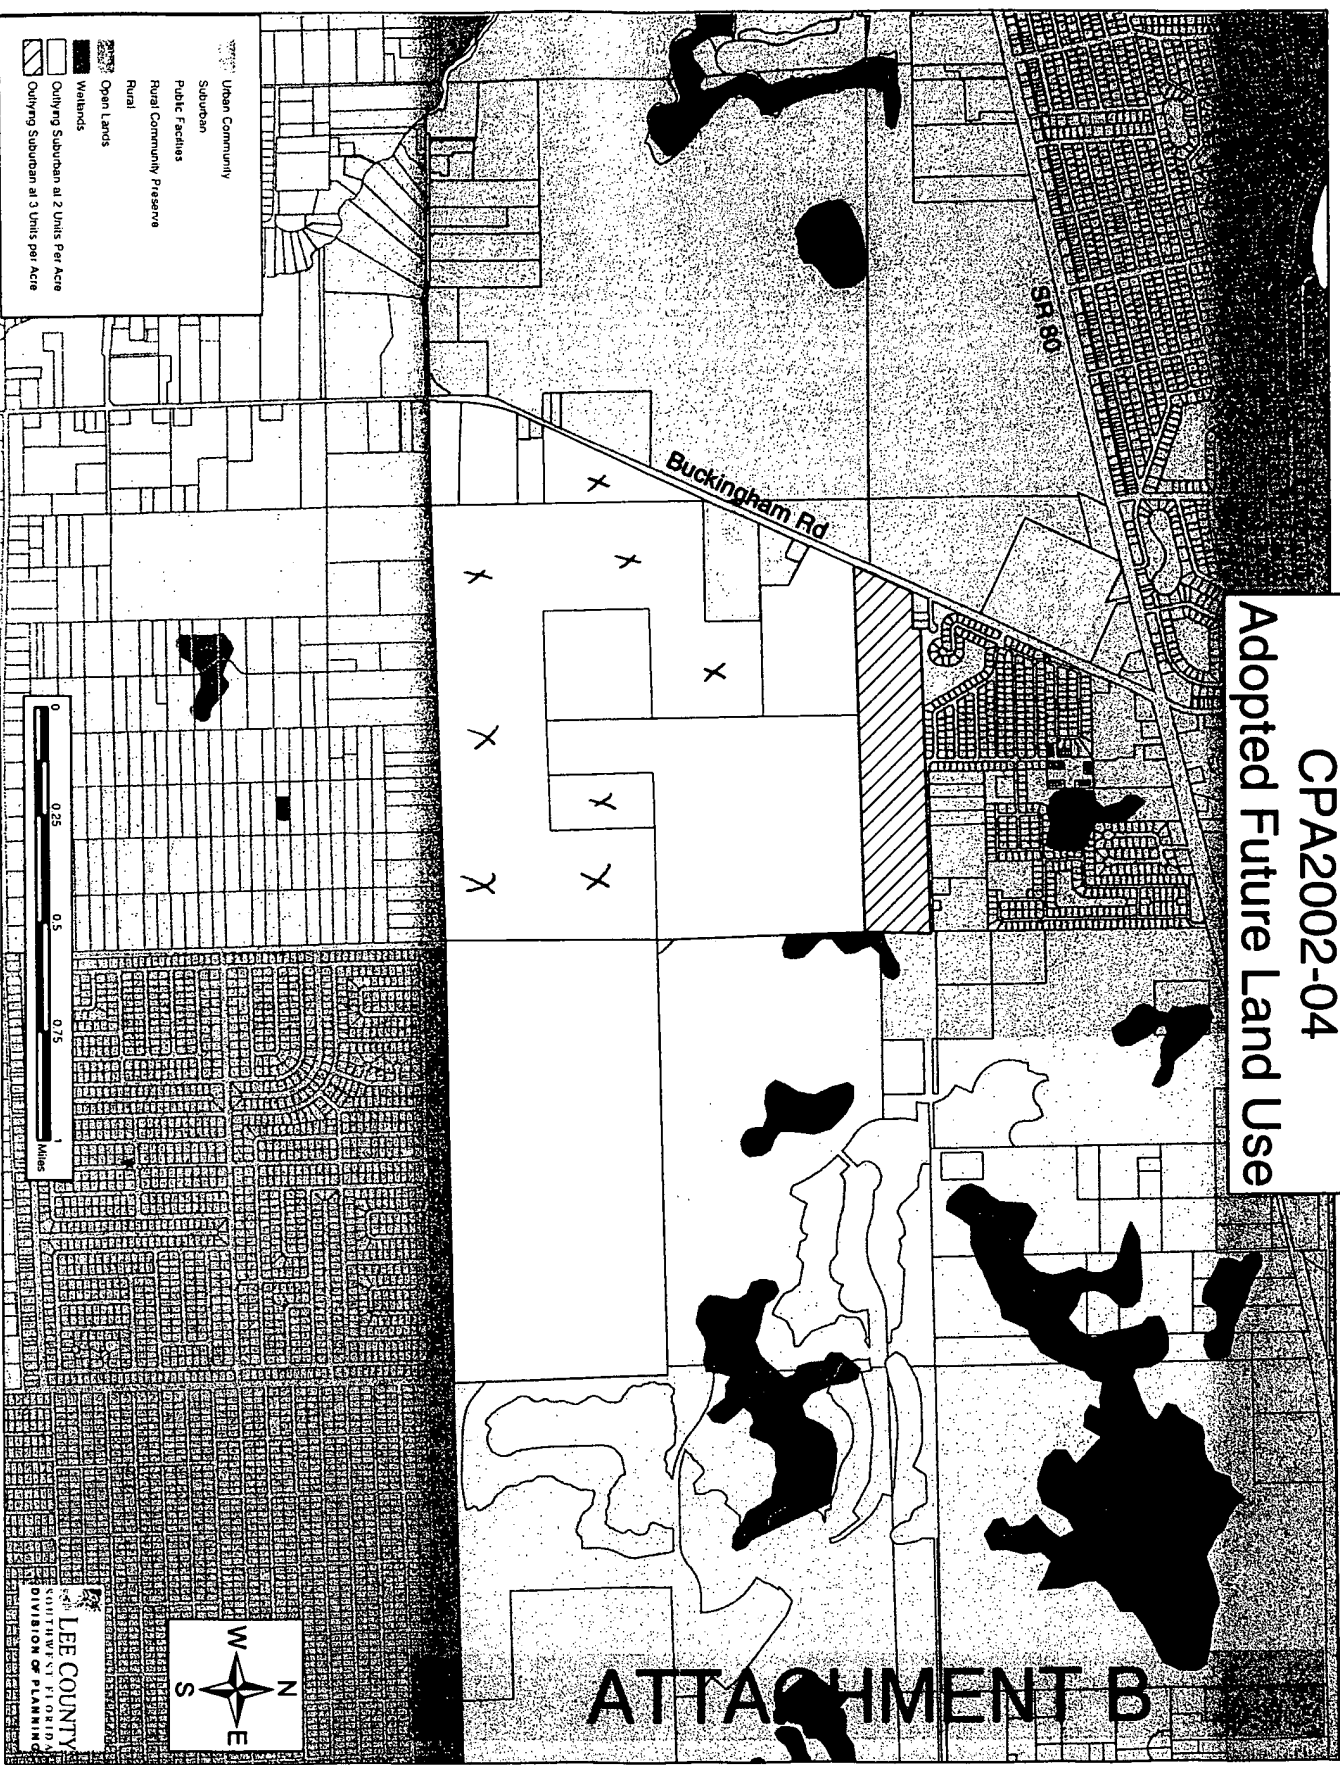 CPA2002-04
Adopted Future Land Use
SR 80
Buckingham Rd
Urban Community
Suburban
Public Facilities
Rural Community Preserve
Rural
Open Lands
Wetlands
Outlying Suburban at 2 Units Per Acre
Outlying Suburban at 3 Units per Acre
0 0.25 0.5 0.75 1
Miles
N
W E
S
LEE COUNTY
SOUTHWEST FLORIDA
DIVISION OF PLANNING
ATTACHMENT B
X
X
X
X
X
X
X
X